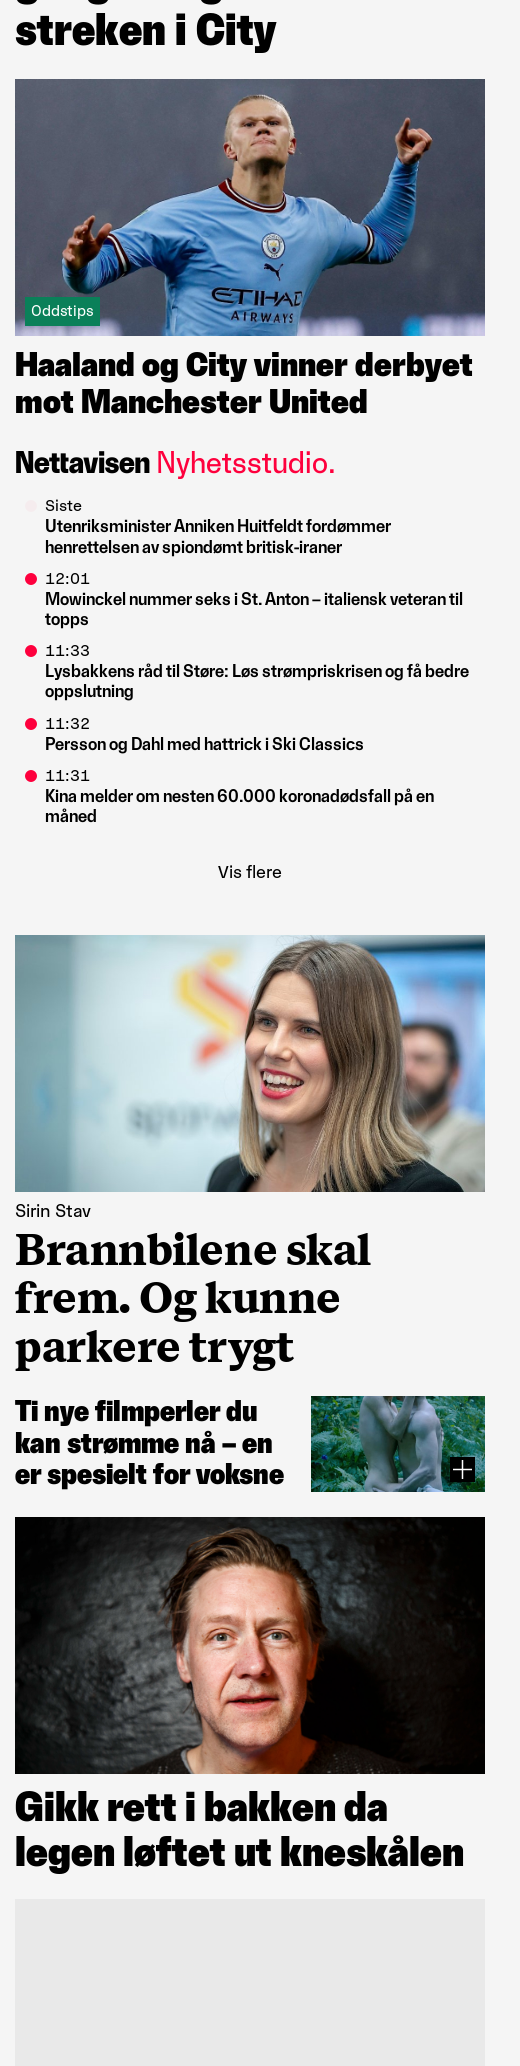 streken i City
ETIHAD
AIRWAYS
Oddstips
Haaland og City vinner derbyet
mot Manchester United
Nettavisen Nyhetsstudio.
Siste
Utenriksminister Anniken Huitfeldt fordømmer
henrettelsen av spiondømt britisk-iraner
12:01
Mowinckel nummer seks i St. Anton – italiensk veteran til
topps
11:33
Lysbakkens råd til Støre: Løs strømpriskrisen og få bedre
oppslutning
11:32
Persson og Dahl med hattrick i Ski Classics
11:31
Kina melder om nesten 60.000 koronadødsfall på en
måned
Vis flere
Sirin Stav
Brannbilene skal
frem. Og kunne
parkere trygt
Ti nye filmperler du
kan strømme nå – en
er spesielt for voksne
Gikk rett i bakken da
legen løftet ut kneskålen